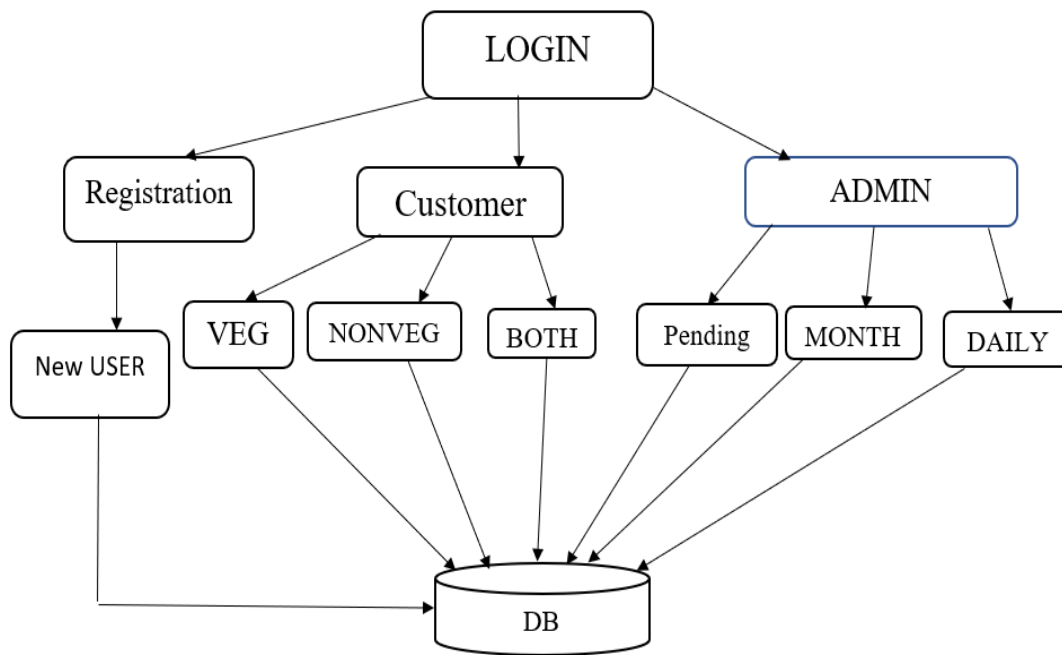 LOGIN
Registration
Customer
ADMIN
VEG
NONVEG
BOTH
Pending
MONTH
DAILY
New USER
DB